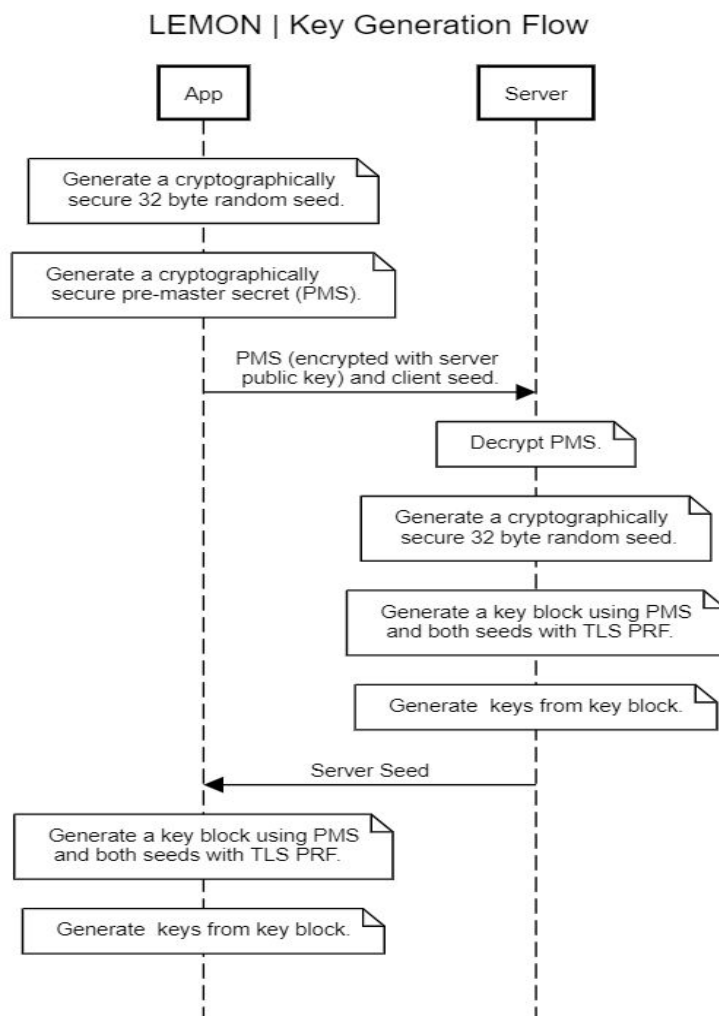 LEMON | Key Generation Flow
App
Server
Generate a cryptographically
secure 32 byte random seed.
Generate a cryptographically
secure pre-master secret (PMS).
PMS (encrypted with server
public key) and client seed.
Decrypt PMS.
Generate a cryptographically
secure 32 byte random seed.
Generate a key block using PMS
and both seeds with TLS PRF.
Generate  keys from key block.
Server Seed
Generate a key block using PMS
and both seeds with TLS PRF.
Generate  keys from key block.